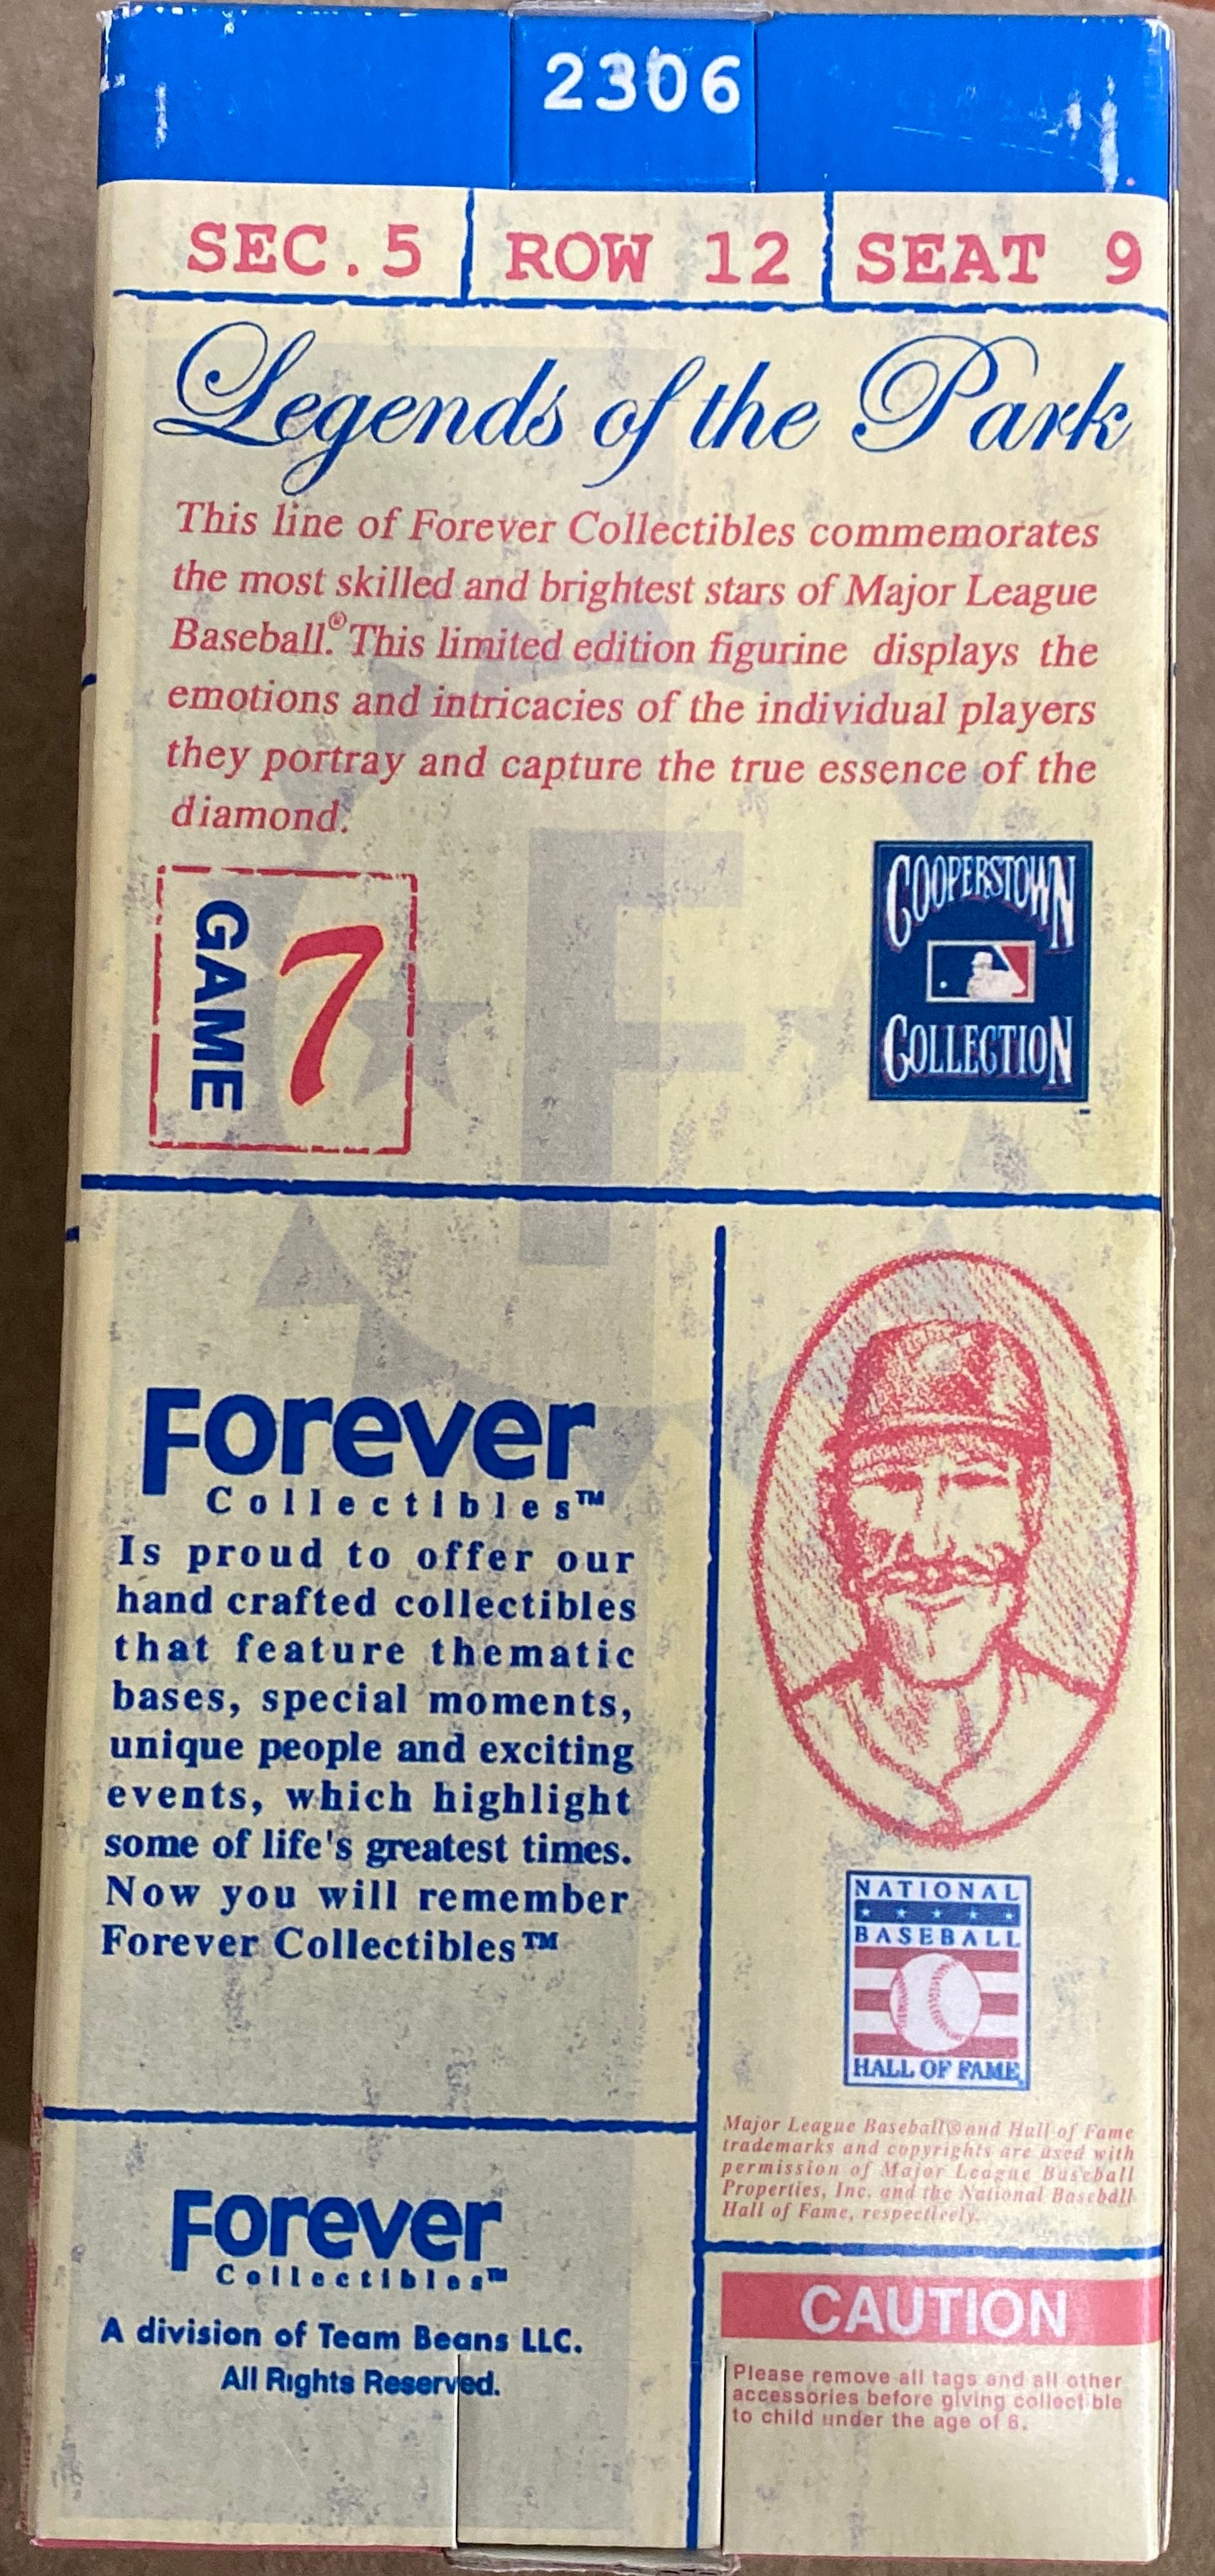 2306
SEC.5 ROW 12 SEAT 9
Legends of the Park
This line of Forever Collectibles commemorates
the most skilled and brightest stars of Major League
Baseball.® This limited edition figurine displays the
emotions and intricacies of the individual players
they portray and capture the true essence of the
diamond.
GAME 7
COOPERSTOWN
COLLECTION
F
Forever
Collectibles™
Is proud to offer our
hand crafted collectibles
that feature thematic
bases, special moments,
unique people and exciting
events, which highlight
some of life's greatest times.
Now you will remember
Forever Collectibles™
NATIONAL
BASEBALL
HALL OF FAME
Major League Baseball® and Hall of Fame
trademarks and copyrights are used with
permission of Major League Baseball
Properties, Inc. and the National Baseball
Hall of Fame, respectively.
Forever
Collectibles™
A division of Team Beans LLC.
All Rights Reserved.
CAUTION
Please remove all tags and all other
accessories before giving collectible
to child under the age of 6.